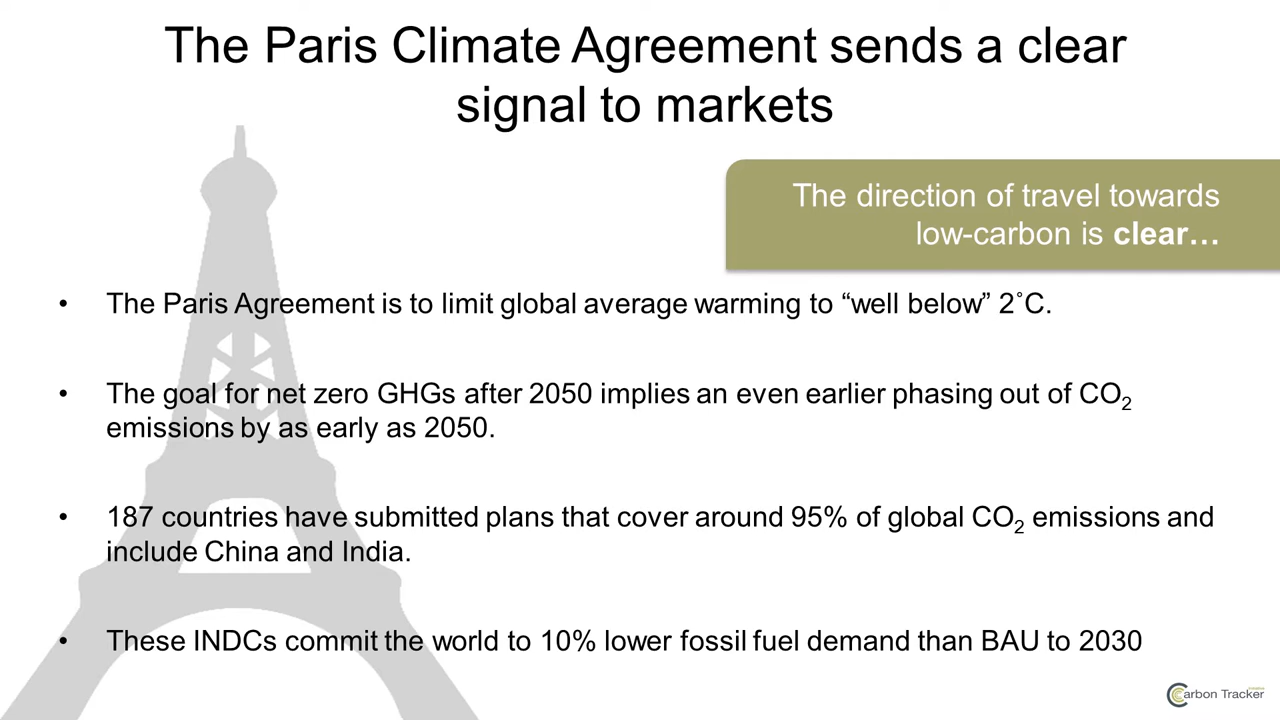 The Paris Climate Agreement sends a clear
signal to markets
The direction of travel towards
low-carbon is clear…
• The Paris Agreement is to limit global average warming to “well below” 2˚C.
• The goal for net zero GHGs after 2050 implies an even earlier phasing out of CO₂
emissions by as early as 2050.
• 187 countries have submitted plans that cover around 95% of global CO₂ emissions and
include China and India.
• These INDCs commit the world to 10% lower fossil fuel demand than BAU to 2030
Carbon Tracker